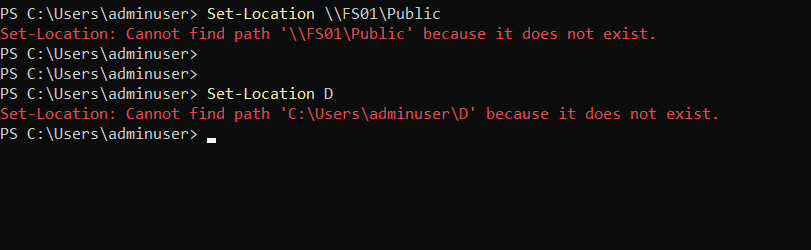 PS C:\Users\adminuser> Set-Location \\FS01\Public
Set-Location: Cannot find path '\\FS01\Public' because it does not exist.
PS C:\Users\adminuser>
PS C:\Users\adminuser>
PS C:\Users\adminuser> Set-Location D
Set-Location: Cannot find path 'C:\Users\adminuser\D' because it does not exist.
PS C:\Users\adminuser>